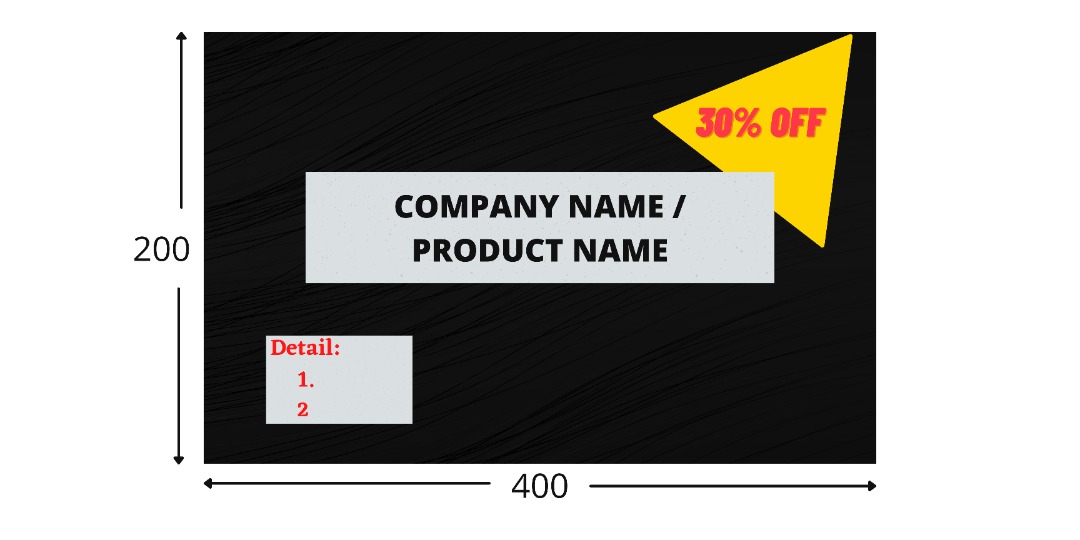 30% OFF
COMPANY NAME /
PRODUCT NAME
200
Detail:
1.
2
400